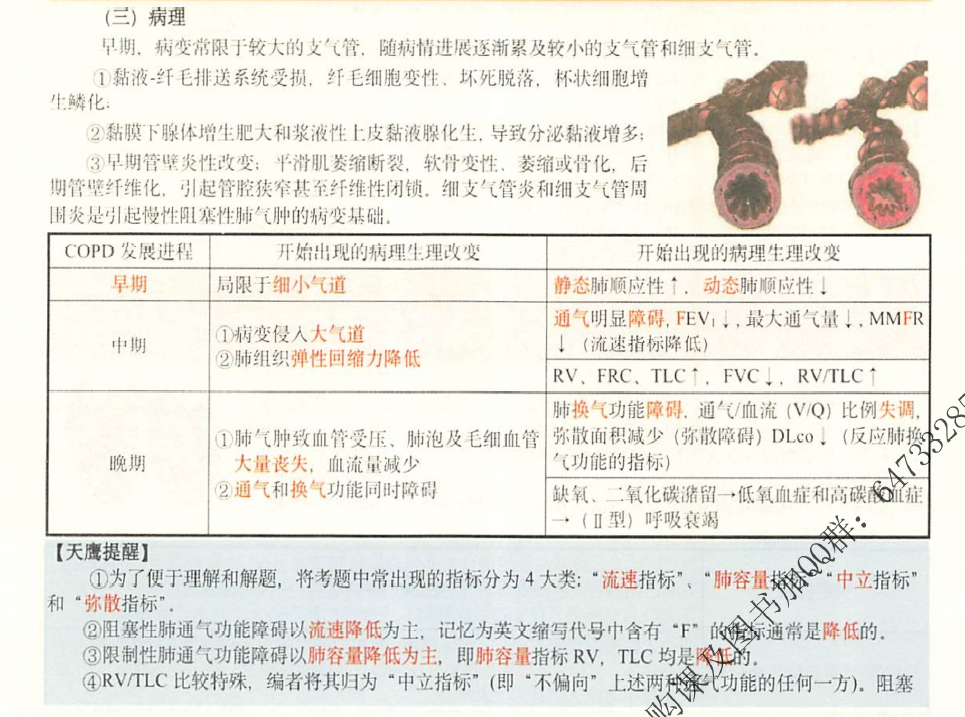 （三）病理
早期，病变常限于较大的支气管，随病情进展逐渐累及较小的支气管和细支气管。
①黏液-纤毛排送系统受损，纤毛细胞变性、坏死脱落，杯状细胞增
生鳞化；
②黏膜下腺体增生肥大和浆液性上皮黏液腺化生，导致分泌黏液增多；
③早期管壁炎性改变；平滑肌萎缩断裂，软骨变性、萎缩或骨化，后
期管壁纤维化，引起管腔狭窄甚至纤维性闭锁。细支气管炎和细支气管周
围炎是引起慢性阻塞性肺气肿的病变基础。
COPD 发展进程 开始出现的病理生理改变 开始出现的病理生理改变
早期 局限于细小气道 静态肺顺应性↑，动态肺顺应性↓
中期
①病变侵入大气道
②肺组织弹性回缩力降低
通气明显障碍，FEV₁↓，最大通气量↓，MMFR
↓（流速指标降低）
RV、FRC、TLC↑，FVC↓，RV/TLC↑
晚期
①肺气肿致血管受压、肺泡及毛细血管
大量丧失，血流量减少
②通气和换气功能同时障碍
肺换气功能障碍，通气/血流（V/Q）比例失调，
弥散面积减少（弥散障碍）DLco↓（反应肺换
气功能的指标）
缺氧、二氧化碳潴留→低氧血症和高碳酸血症
→（Ⅱ型）呼吸衰竭
【天鹰提醒】
①为了便于理解和解题，将考题中常出现的指标分为 4 大类；“流速指标”、“肺容量指标”“中立指标”
和“弥散指标”。
②阻塞性肺通气功能障碍以流速降低为主，记忆为英文缩写代号中含有“F”的指标通常是降低的。
③限制性肺通气功能障碍以肺容量降低为主，即肺容量指标 RV，TLC 均是降低的。
④RV/TLC 比较特殊，编者将其归为“中立指标”（即“不偏向”上述两种通气功能的任何一方）。阻塞
购课及图书加QQ群：64733285